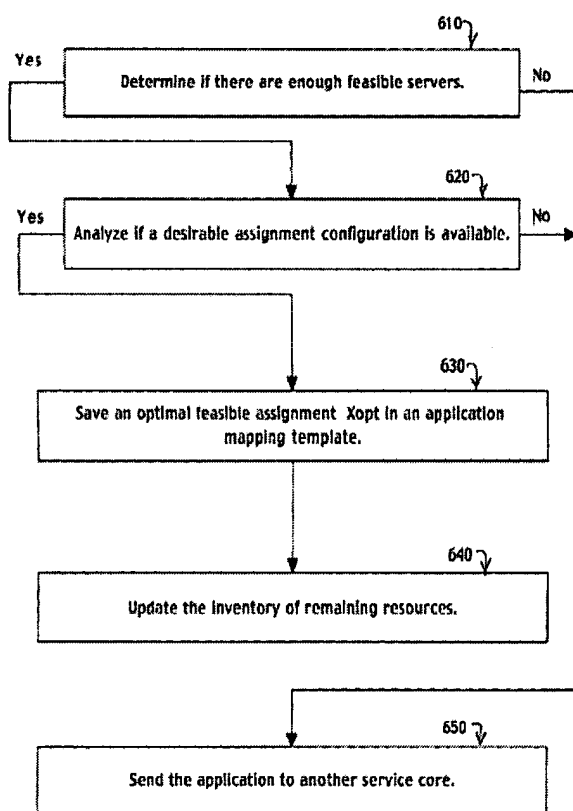 610
Yes
No
Determine if there are enough feasible servers.
620
Yes
No
Analyze if a desirable assignment configuration is available.
630
Save an optimal feasible assignment Xopt in an application
mapping template.
640
Update the inventory of remaining resources.
650
Send the application to another service core.